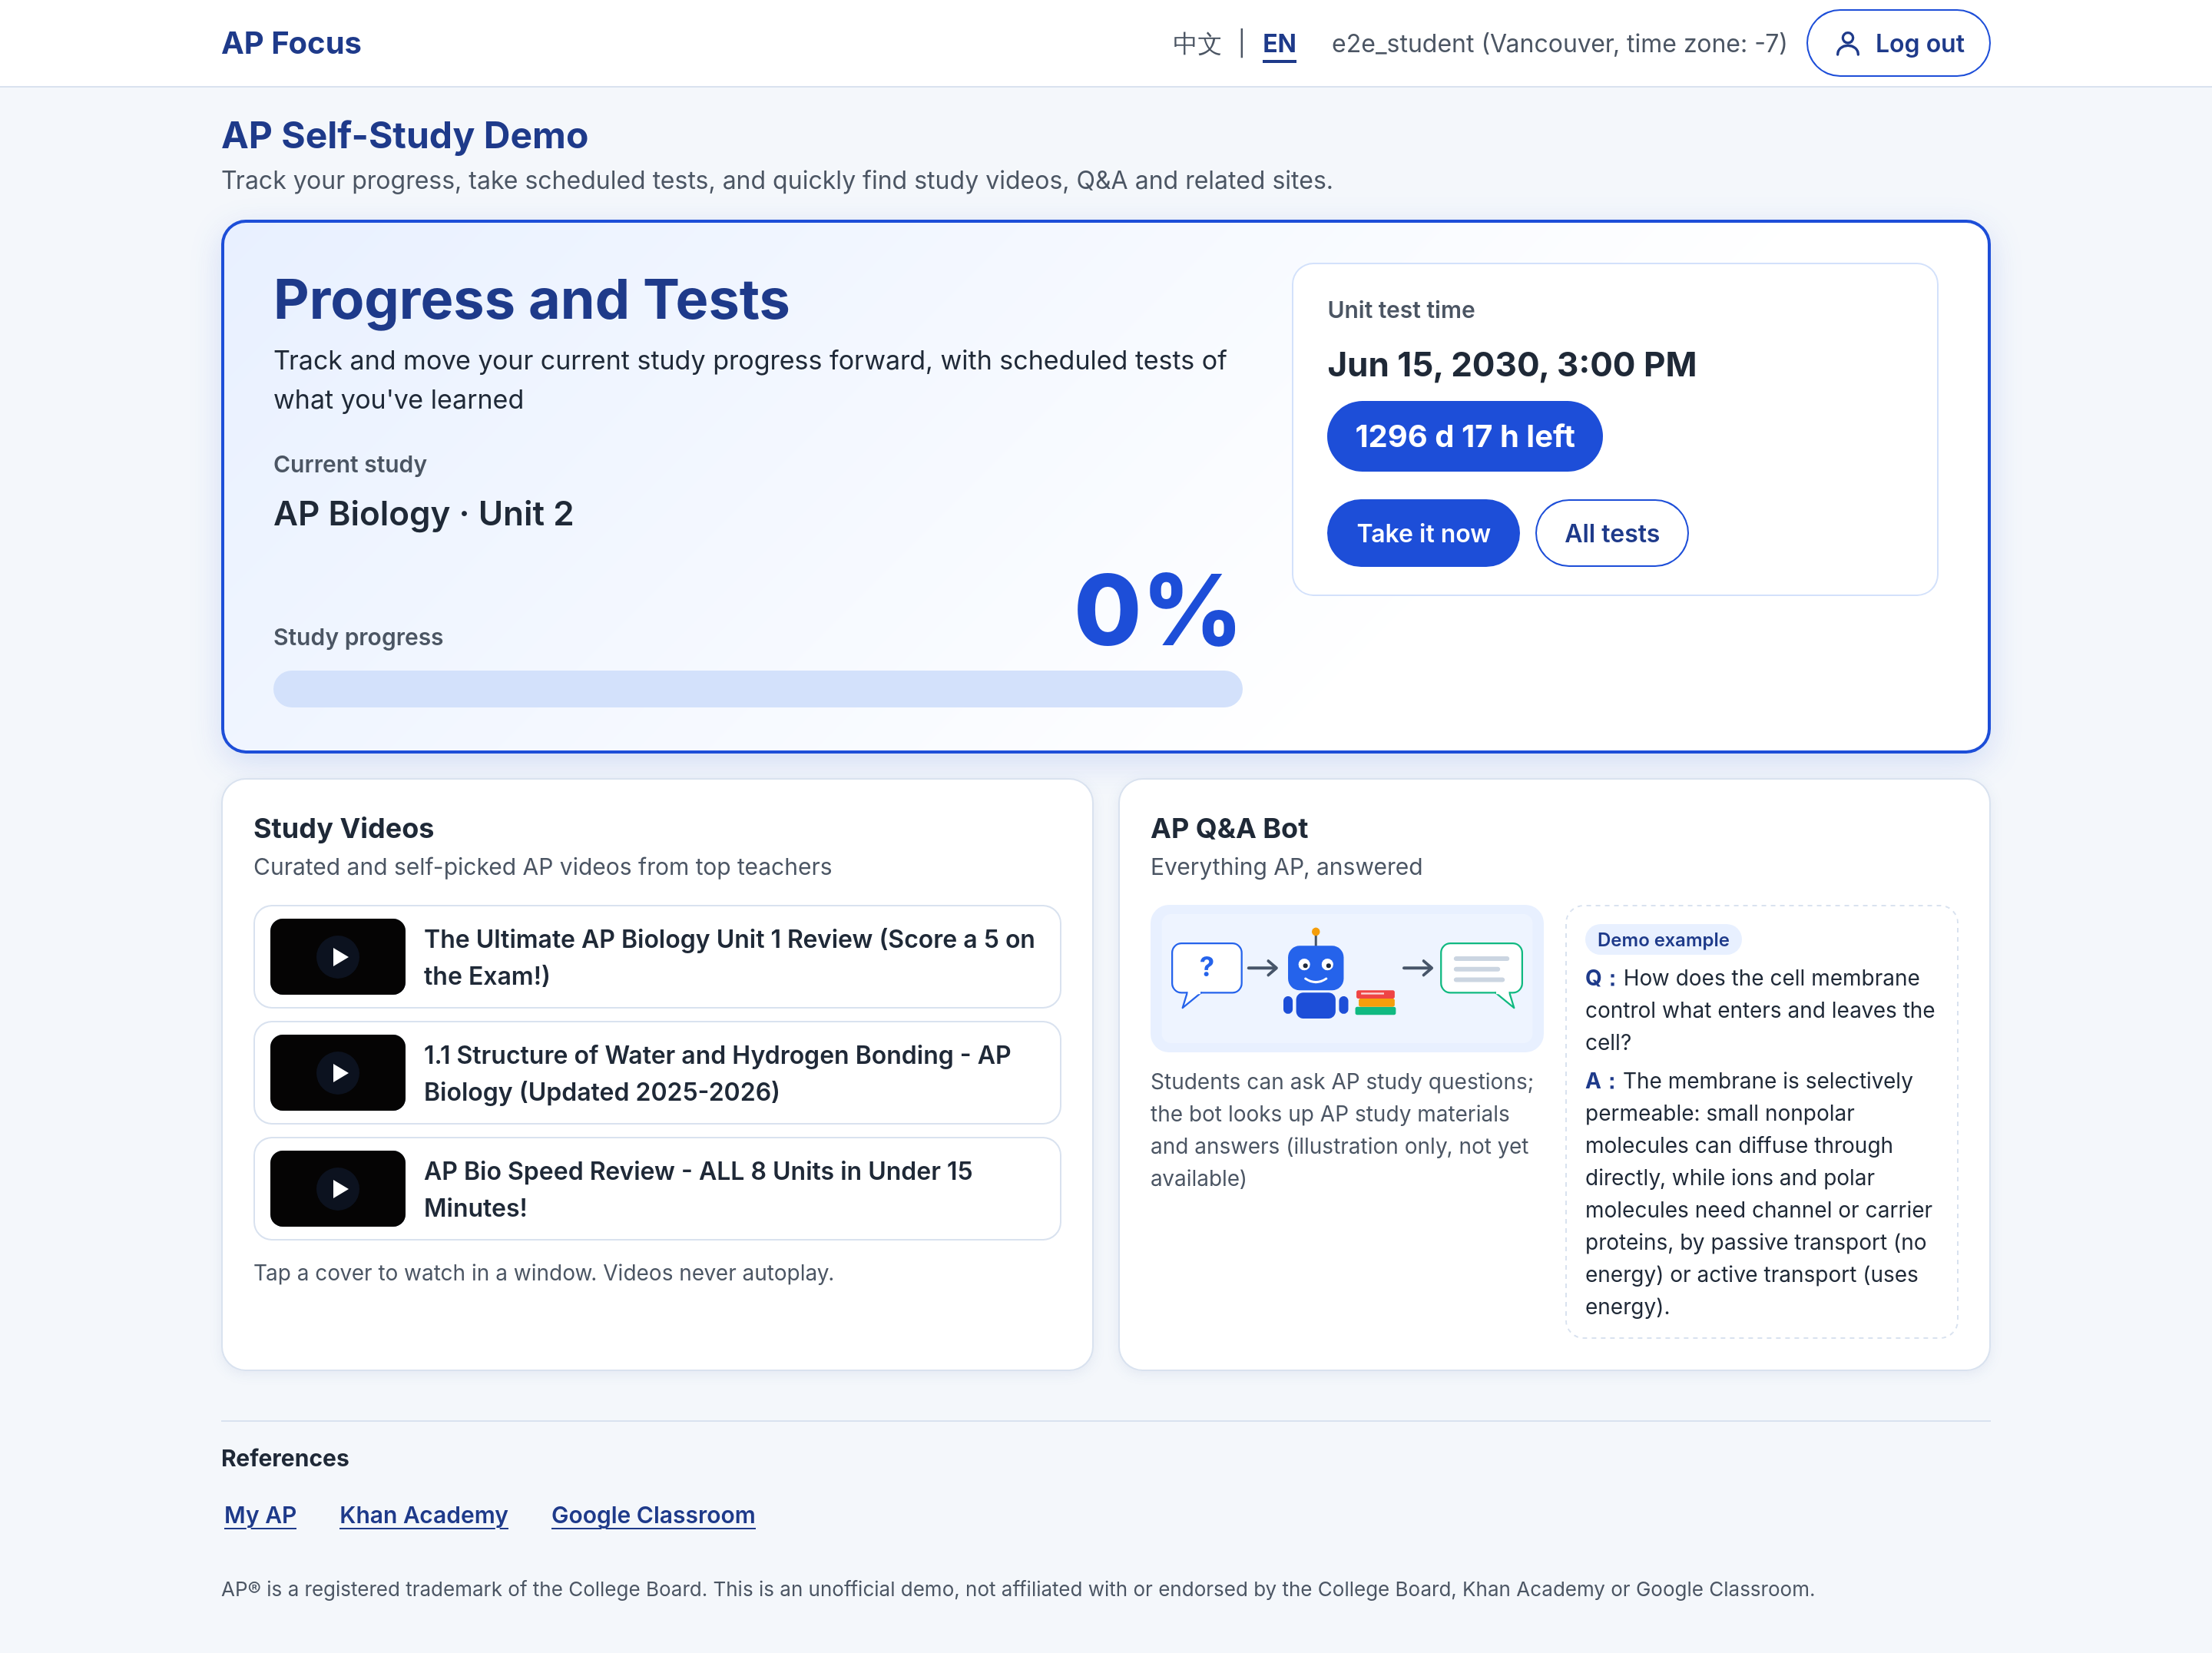 AP Focus
中文 | EN
e2e_student (Vancouver, time zone: -7)
Log out
AP Self-Study Demo
Track your progress, take scheduled tests, and quickly find study videos, Q&A and related sites.
Progress and Tests
Track and move your current study progress forward, with scheduled tests of
what you've learned
Current study
AP Biology · Unit 2
Study progress
0%
Unit test time
Jun 15, 2030, 3:00 PM
1296 d 17 h left
Take it now
All tests
Study Videos
Curated and self-picked AP videos from top teachers
The Ultimate AP Biology Unit 1 Review (Score a 5 on
the Exam!)
1.1 Structure of Water and Hydrogen Bonding - AP
Biology (Updated 2025-2026)
AP Bio Speed Review - ALL 8 Units in Under 15
Minutes!
Tap a cover to watch in a window. Videos never autoplay.
AP Q&A Bot
Everything AP, answered
?
Students can ask AP study questions;
the bot looks up AP study materials
and answers (illustration only, not yet
available)
Demo example
Q：How does the cell membrane
control what enters and leaves the
cell?
A：The membrane is selectively
permeable: small nonpolar
molecules can diffuse through
directly, while ions and polar
molecules need channel or carrier
proteins, by passive transport (no
energy) or active transport (uses
energy).
References
My AP
Khan Academy
Google Classroom
AP® is a registered trademark of the College Board. This is an unofficial demo, not affiliated with or endorsed by the College Board, Khan Academy or Google Classroom.